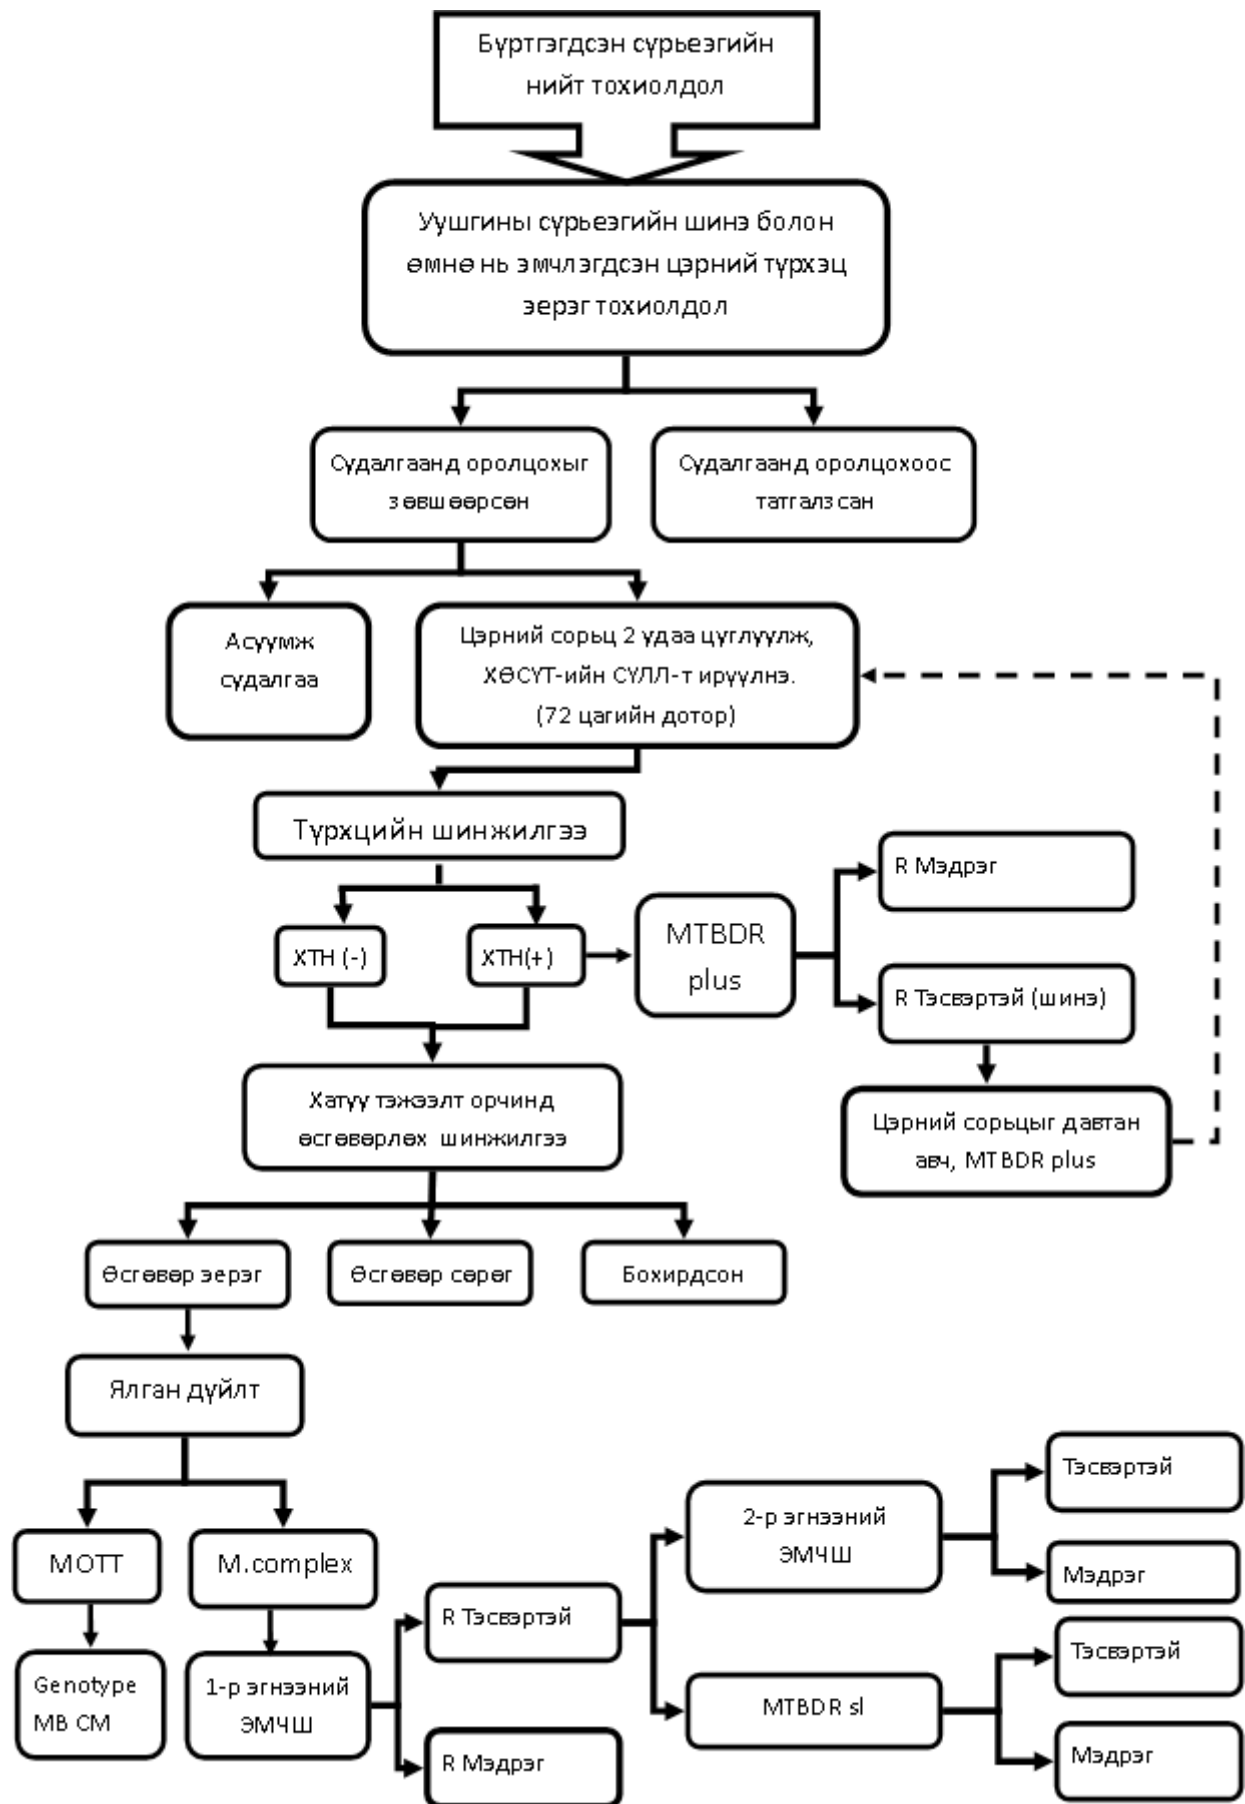 Бүртгэгдсэн сүрьеэгийн
нийт тохиолдол
Уушгины сүрьеэгийн шинэ болон
өмнө нь эмчлэгдсэн цэрний түрхэц
эерэг тохиолдол
Судалгаанд оролцохыг
зөвшөөрсөн
Судалгаанд оролцохоос
татгалзсан
Асуумж
судалгаа
Цэрний сорьц 2 удаа цуглуулж,
ХӨСҮТ-ийн СҮЛЛ-т ирүүлнэ.
(72 цагийн дотор)
Түрхцийн шинжилгээ
ХТН (-)
ХТН(+)
MTBDR
plus
R Мэдрэг
R Тэсвэртэй (шинэ)
Цэрний сорьцыг давтан
авч, MTBDR plus
Хатуу тэжээлт орчинд
өсгөвөрлөх шинжилгээ
Өсгөвөр эерэг
Өсгөвөр сөрөг
Бохирдсон
Ялган дүйлт
МОТТ
M.complex
Genotype
MB CM
1-р эгнээний
ЭМЧШ
R Тэсвэртэй
R Мэдрэг
2-р эгнээний
ЭМЧШ
MTBDR sl
Тэсвэртэй
Мэдрэг
Тэсвэртэй
Мэдрэг